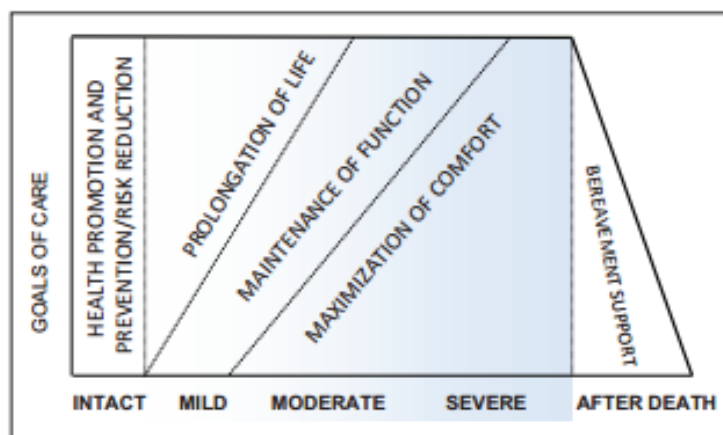 GOALS OF CARE
HEALTH PROMOTION AND
PREVENTION/RISK REDUCTION
PROLONGATION OF LIFE
MAINTENANCE OF FUNCTION
MAXIMIZATION OF COMFORT
BEREAVEMENT SUPPORT
INTACT MILD MODERATE SEVERE AFTER DEATH